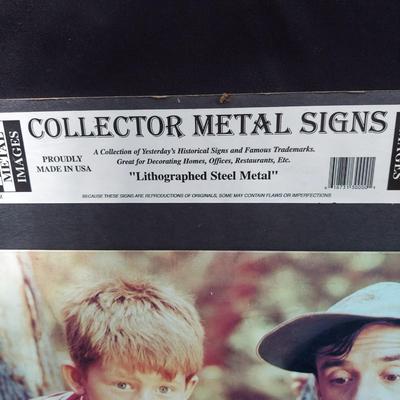 COLLECTOR METAL SIGNS
METAL
IMAGES
PROUDLY
MADE IN USA
A Collection of Yesterday's Historical Signs and Famous Trademarks.
Great for Decorating Homes, Offices, Restaurants, Etc.
"Lithographed Steel Metal"
BECAUSE THESE SIGNS ARE REPRODUCTIONS OF ORIGINALS, SOME MAY CONTAIN FLAWS OR IMPERFECTIONS